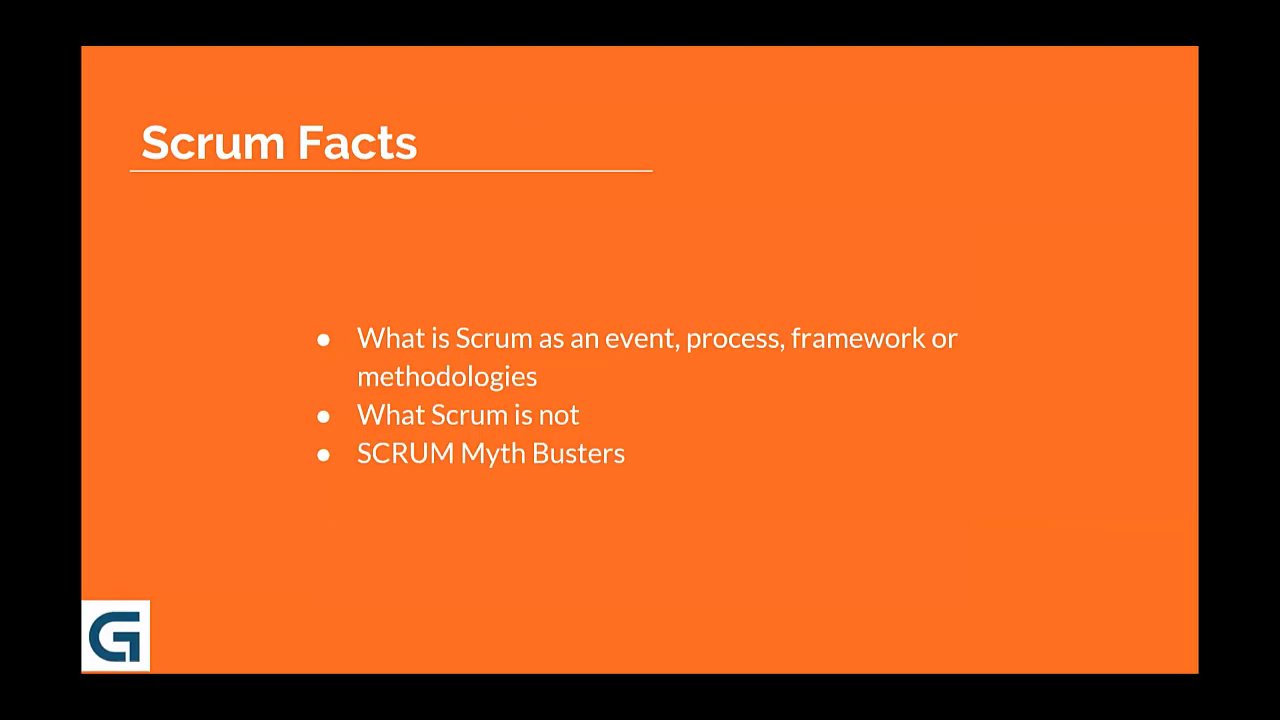 Scrum Facts
● What is Scrum as an event, process, framework or
methodologies
● What Scrum is not
● SCRUM Myth Busters
G